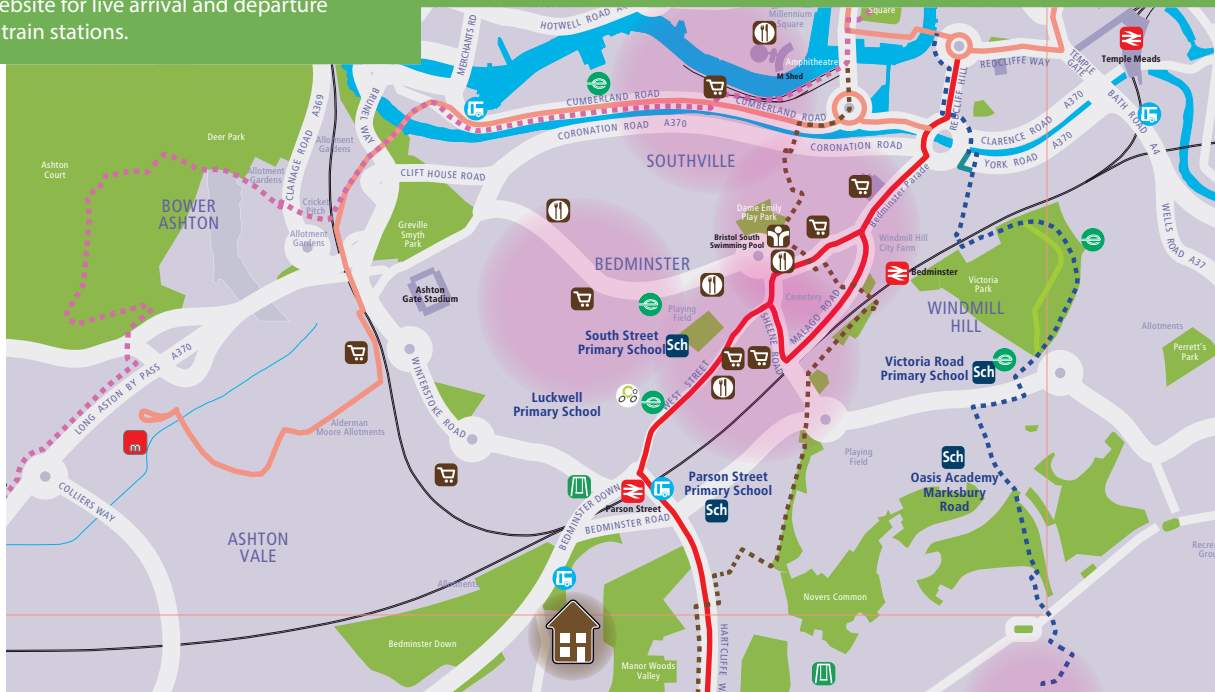 ebsite for live arrival and departure
train stations.
HOTWELL ROAD A
MERCHANTS RD
Millennium
Square
Square
Amphitheatre
M Shed
REDCLIFFE WAY
REDCLIFF HILL
TEMPLE
GATE
Temple Meads
BATH ROAD
A4
A369
CLANAGE ROAD
BRUNEL WAY
CUMBERLAND ROAD
CUMBERLAND ROAD
CORONATION ROAD A370
CORONATION ROAD
CLARENCE ROAD
A370
YORK ROAD
A370
WELLS ROAD A37
Deer Park
Ashton
Court
Allotment
Gardens
Allotment
Gardens
Cricket
Pitch
Allotment
Gardens
BOWER
ASHTON
CLIFT HOUSE ROAD
Greville
Smyth
Park
Ashton
Gate Stadium
SOUTHVILLE
Dame Emily
Play Park
Bristol South
Swimming Pool
Bedminster Parade
Windmill Hill
City Farm
Bedminster
Victoria
Park
WINDMILL
HILL
BEDMINSTER
Playing
Field
Cemetery
MALAGO ROAD
SHEENE ROAD
South Street
Primary School
Sch
WEST STREET
Luckwell
Primary School
Victoria Road
Primary School
Sch
Allotments
Perrett's
Park
LONG ASTON BY PASS
A370
WINTERSTOKE ROAD
Alderman
Moore Allotments
m
COLLIERS WAY
ASHTON
VALE
Playing
Field
Sch
Oasis Academy
Marksbury
Road
Parson Street
Primary School
Sch
Parson Street
BEDMINSTER DOWN
BEDMINSTER ROAD
Allotments
Bedminster Down
Manor Woods
Valley
HARTCLIFFE W
Novers Common
Recrea
Grou